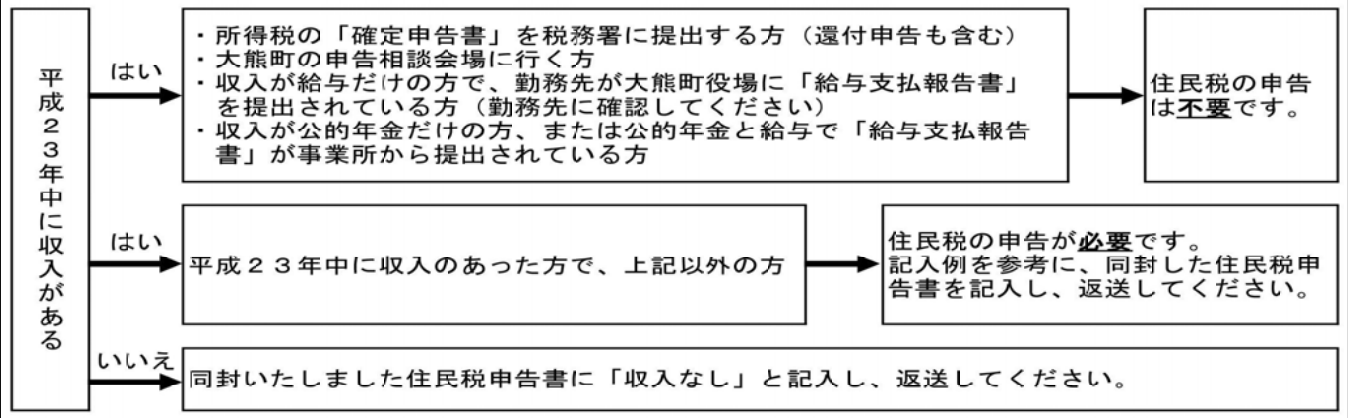 平成２３年中に収入がある
はい
・所得税の「確定申告書」を税務署に提出する方（還付申告も含む）
・大熊町の申告相談会場に行く方
・収入が給与だけの方で、勤務先が大熊町役場に「給与支払報告書」
を提出されている方（勤務先に確認してください）
・収入が公的年金だけの方、または公的年金と給与で「給与支払報告
書」が事業所から提出されている方
住民税の申告
は不要です。
はい
平成２３年中に収入のあった方で、上記以外の方
住民税の申告が必要です。
記入例を参考に、同封した住民税申
告書を記入し、返送してください。
いいえ
同封いたしました住民税申告書に「収入なし」と記入し、返送してください。